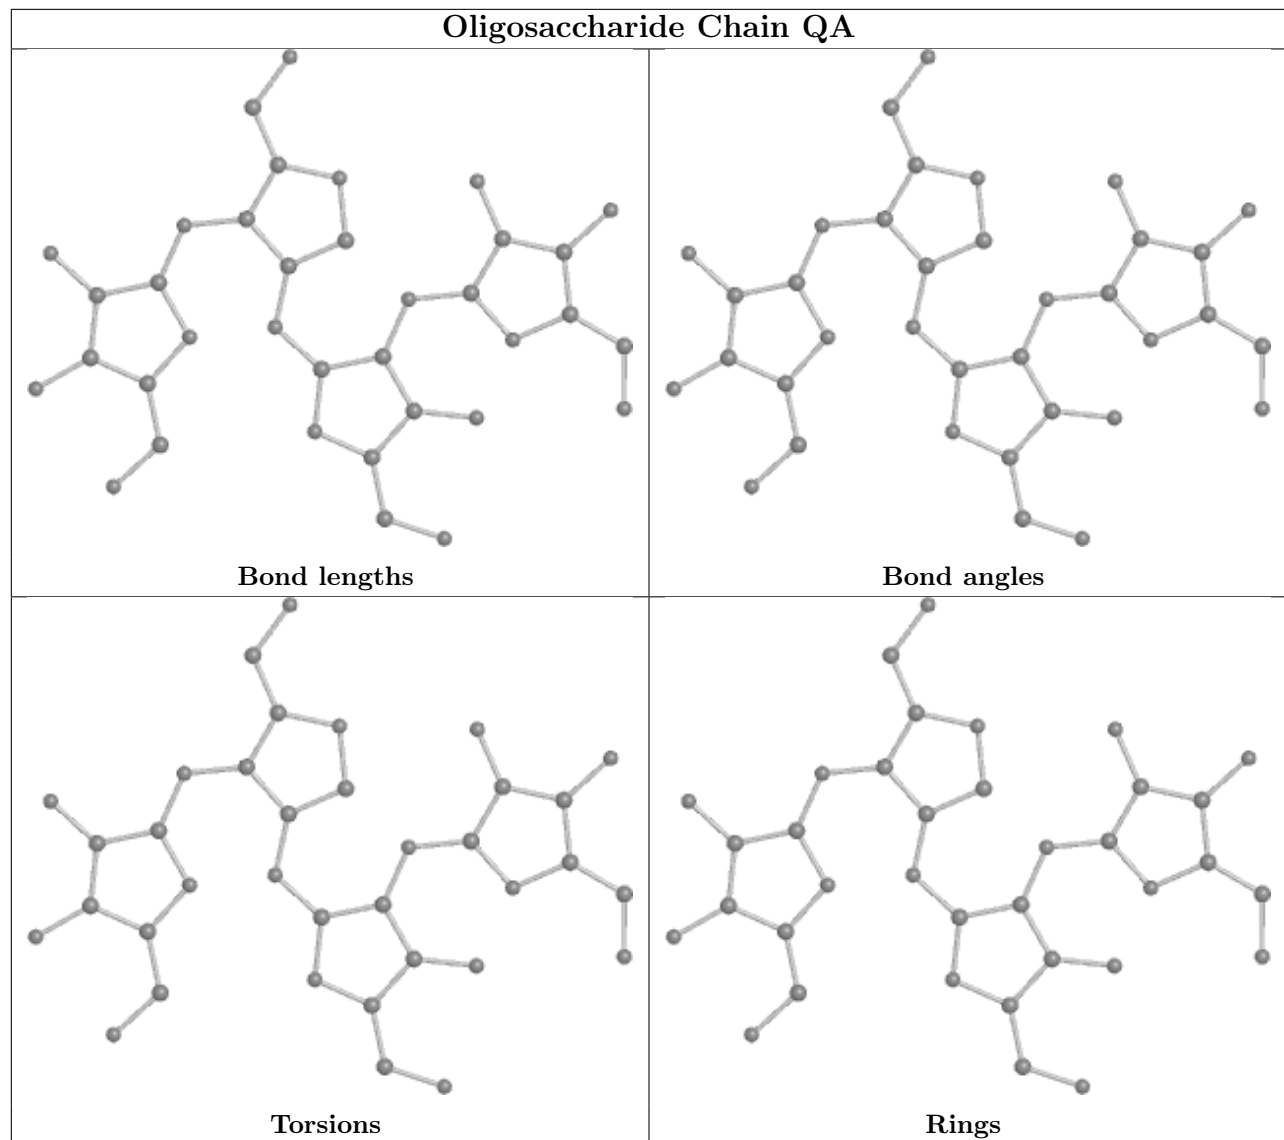 Oligosaccharide Chain QA
Bond lengths
Bond angles
Torsions
Rings